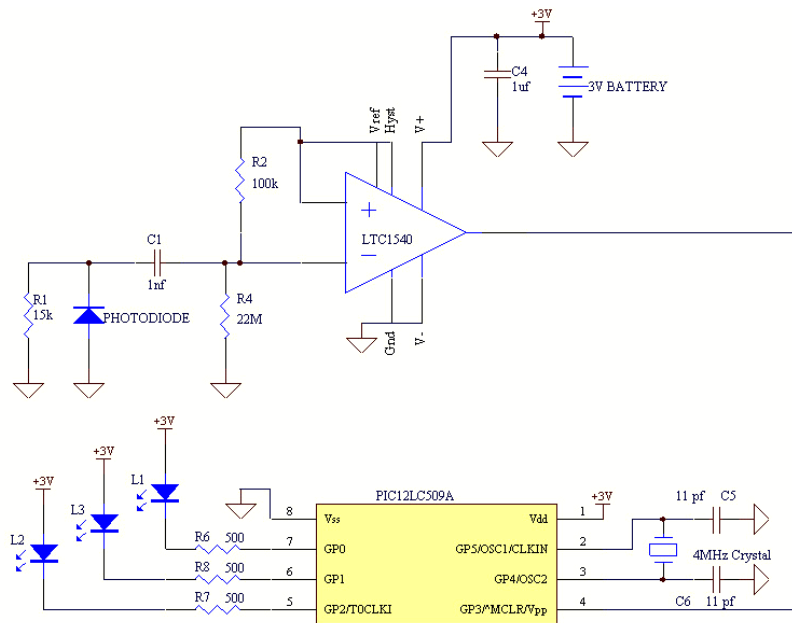 +3V
C4
1uf
3V BATTERY
Vref
Hyst
V+
R2
100k
+
LTC1540
−
C1
1nf
R1
15k
PHOTODIODE
R4
22M
Gnd
V-
+3V
+3V
+3V
L1
L3
L2
PIC12LC509A
+3V
11 pf
C5
8
Vss
Vdd
1
R6
500
7
GP0
GP5/OSC1/CLKIN
2
4MHz Crystal
R8
500
6
GP1
GP4/OSC2
3
R7
500
5
GP2/T0CLKI
GP3/^MCLR/Vpp
4
C6
11 pf